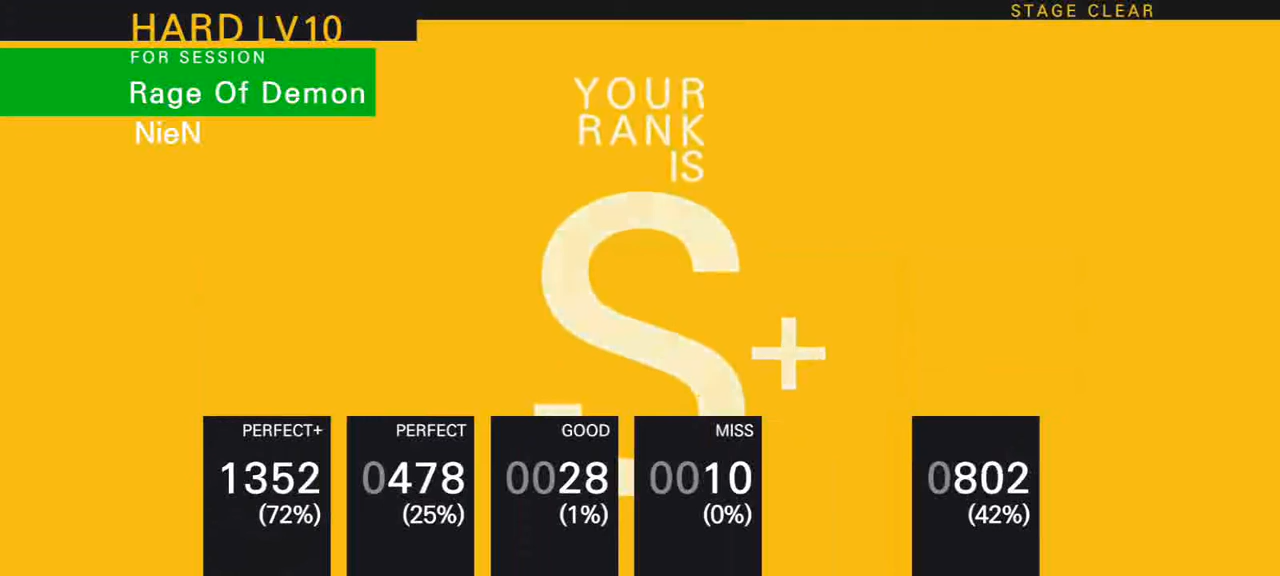 HARD LV10
STAGE CLEAR
FOR SESSION
Rage Of Demon
NieN
YOUR
RANK
IS
S+
PERFECT+
1352
(72%)
PERFECT
0478
(25%)
GOOD
0028
(1%)
MISS
0010
(0%)
0802
(42%)